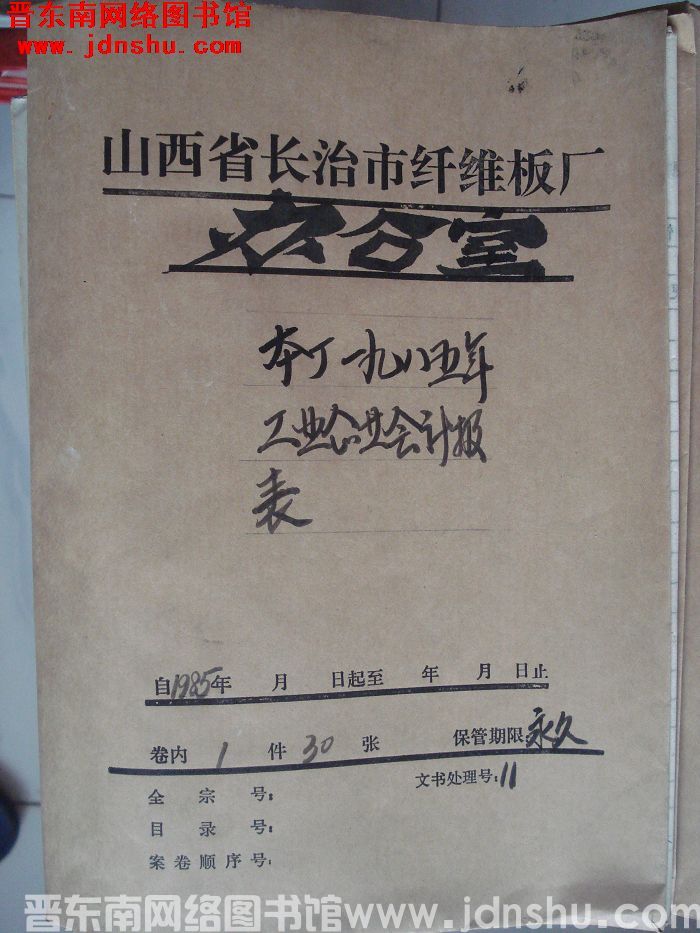 晋东南网络图书馆
www.jdnshu.com
山西省长治市纤维板厂
办公室
本厂一九八五年
工业企业会计报
表
自1985年 月 日起至 年 月 日止
卷内 1 件 30 张 保管期限:永久
文书处理号:11
全宗号:
目录号:
案卷顺序号:
晋东南网络图书馆www.jdnshu.com